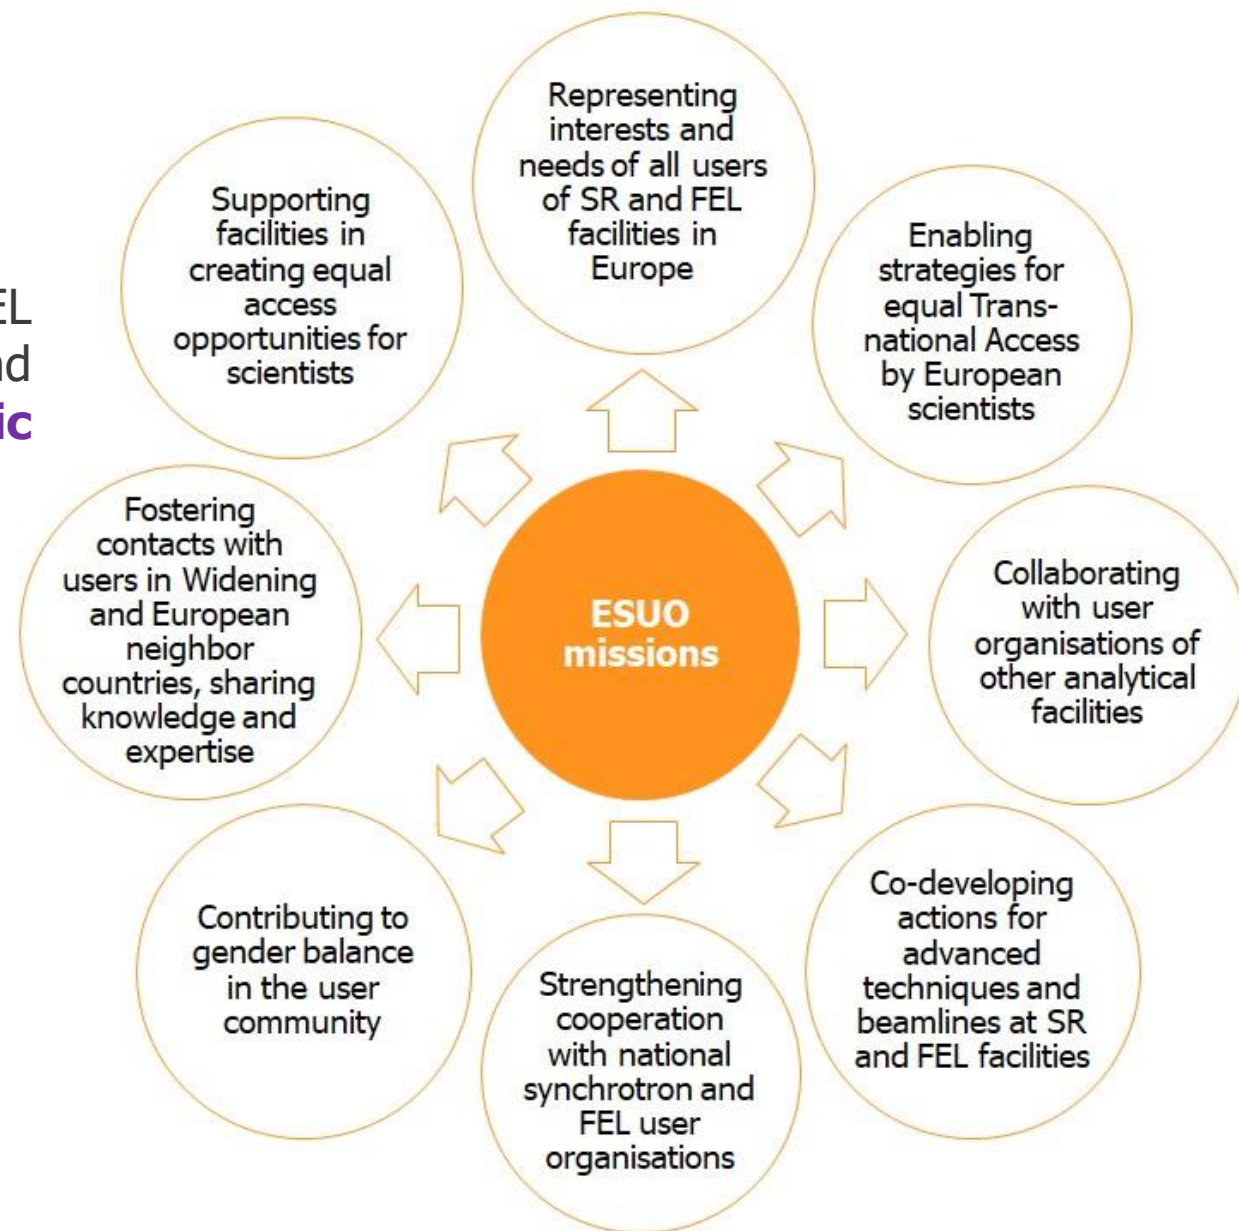 Representing
interests and
needs of all users
of SR and FEL
facilities in
Europe
Supporting
facilities in
creating equal
access
opportunities for
scientists
Enabling
strategies for
equal Trans-
national Access
by European
scientists
EL
nd
ic
Fostering
contacts with
users in Widening
and European
neighbor
countries, sharing
knowledge and
expertise
ESUO
missions
Collaborating
with user
organisations of
other analytical
facilities
Contributing to
gender balance
in the user
community
Strengthening
cooperation
with national
synchrotron and
FEL user
organisations
Co-developing
actions for
advanced
techniques and
beamlines at SR
and FEL facilities